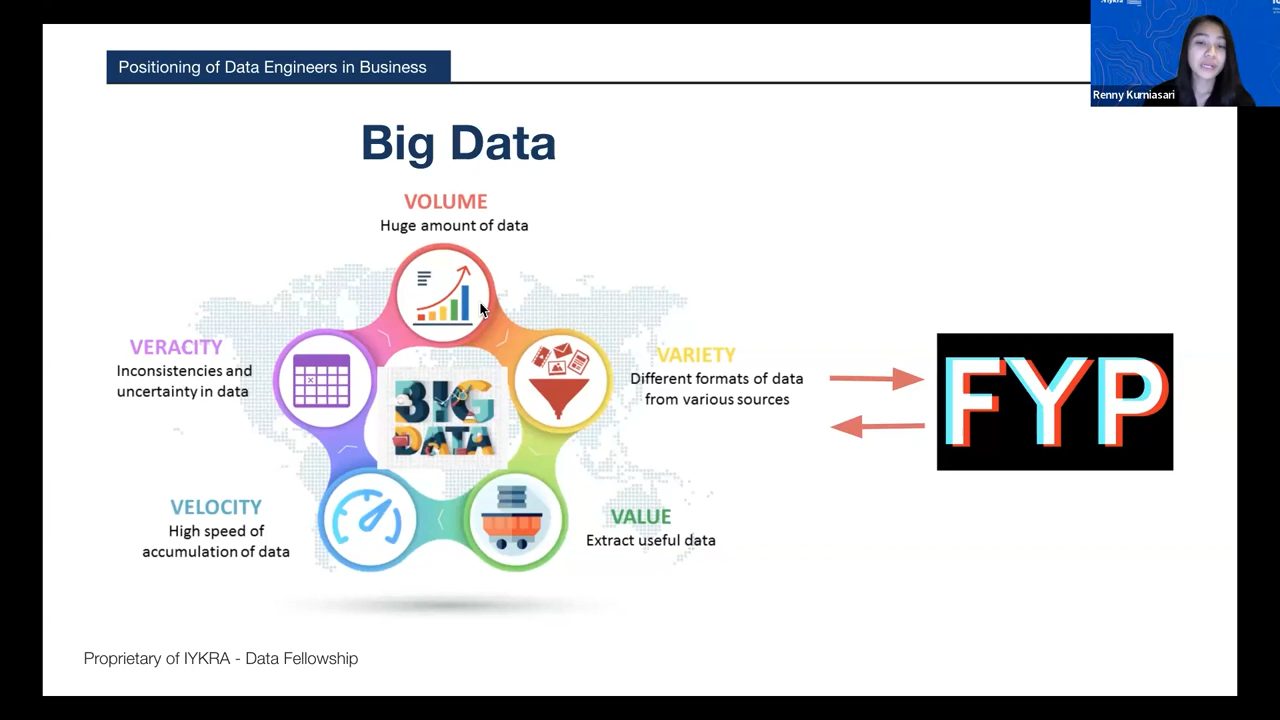 Positioning of Data Engineers in Business
Renny Kurniasari
Big Data
VOLUME
Huge amount of data
VERACITY
Inconsistencies and
uncertainty in data
BIG
DATA
VARIETY
Different formats of data
from various sources
FYP
VELOCITY
High speed of
accumulation of data
VALUE
Extract useful data
Proprietary of IYKRA - Data Fellowship